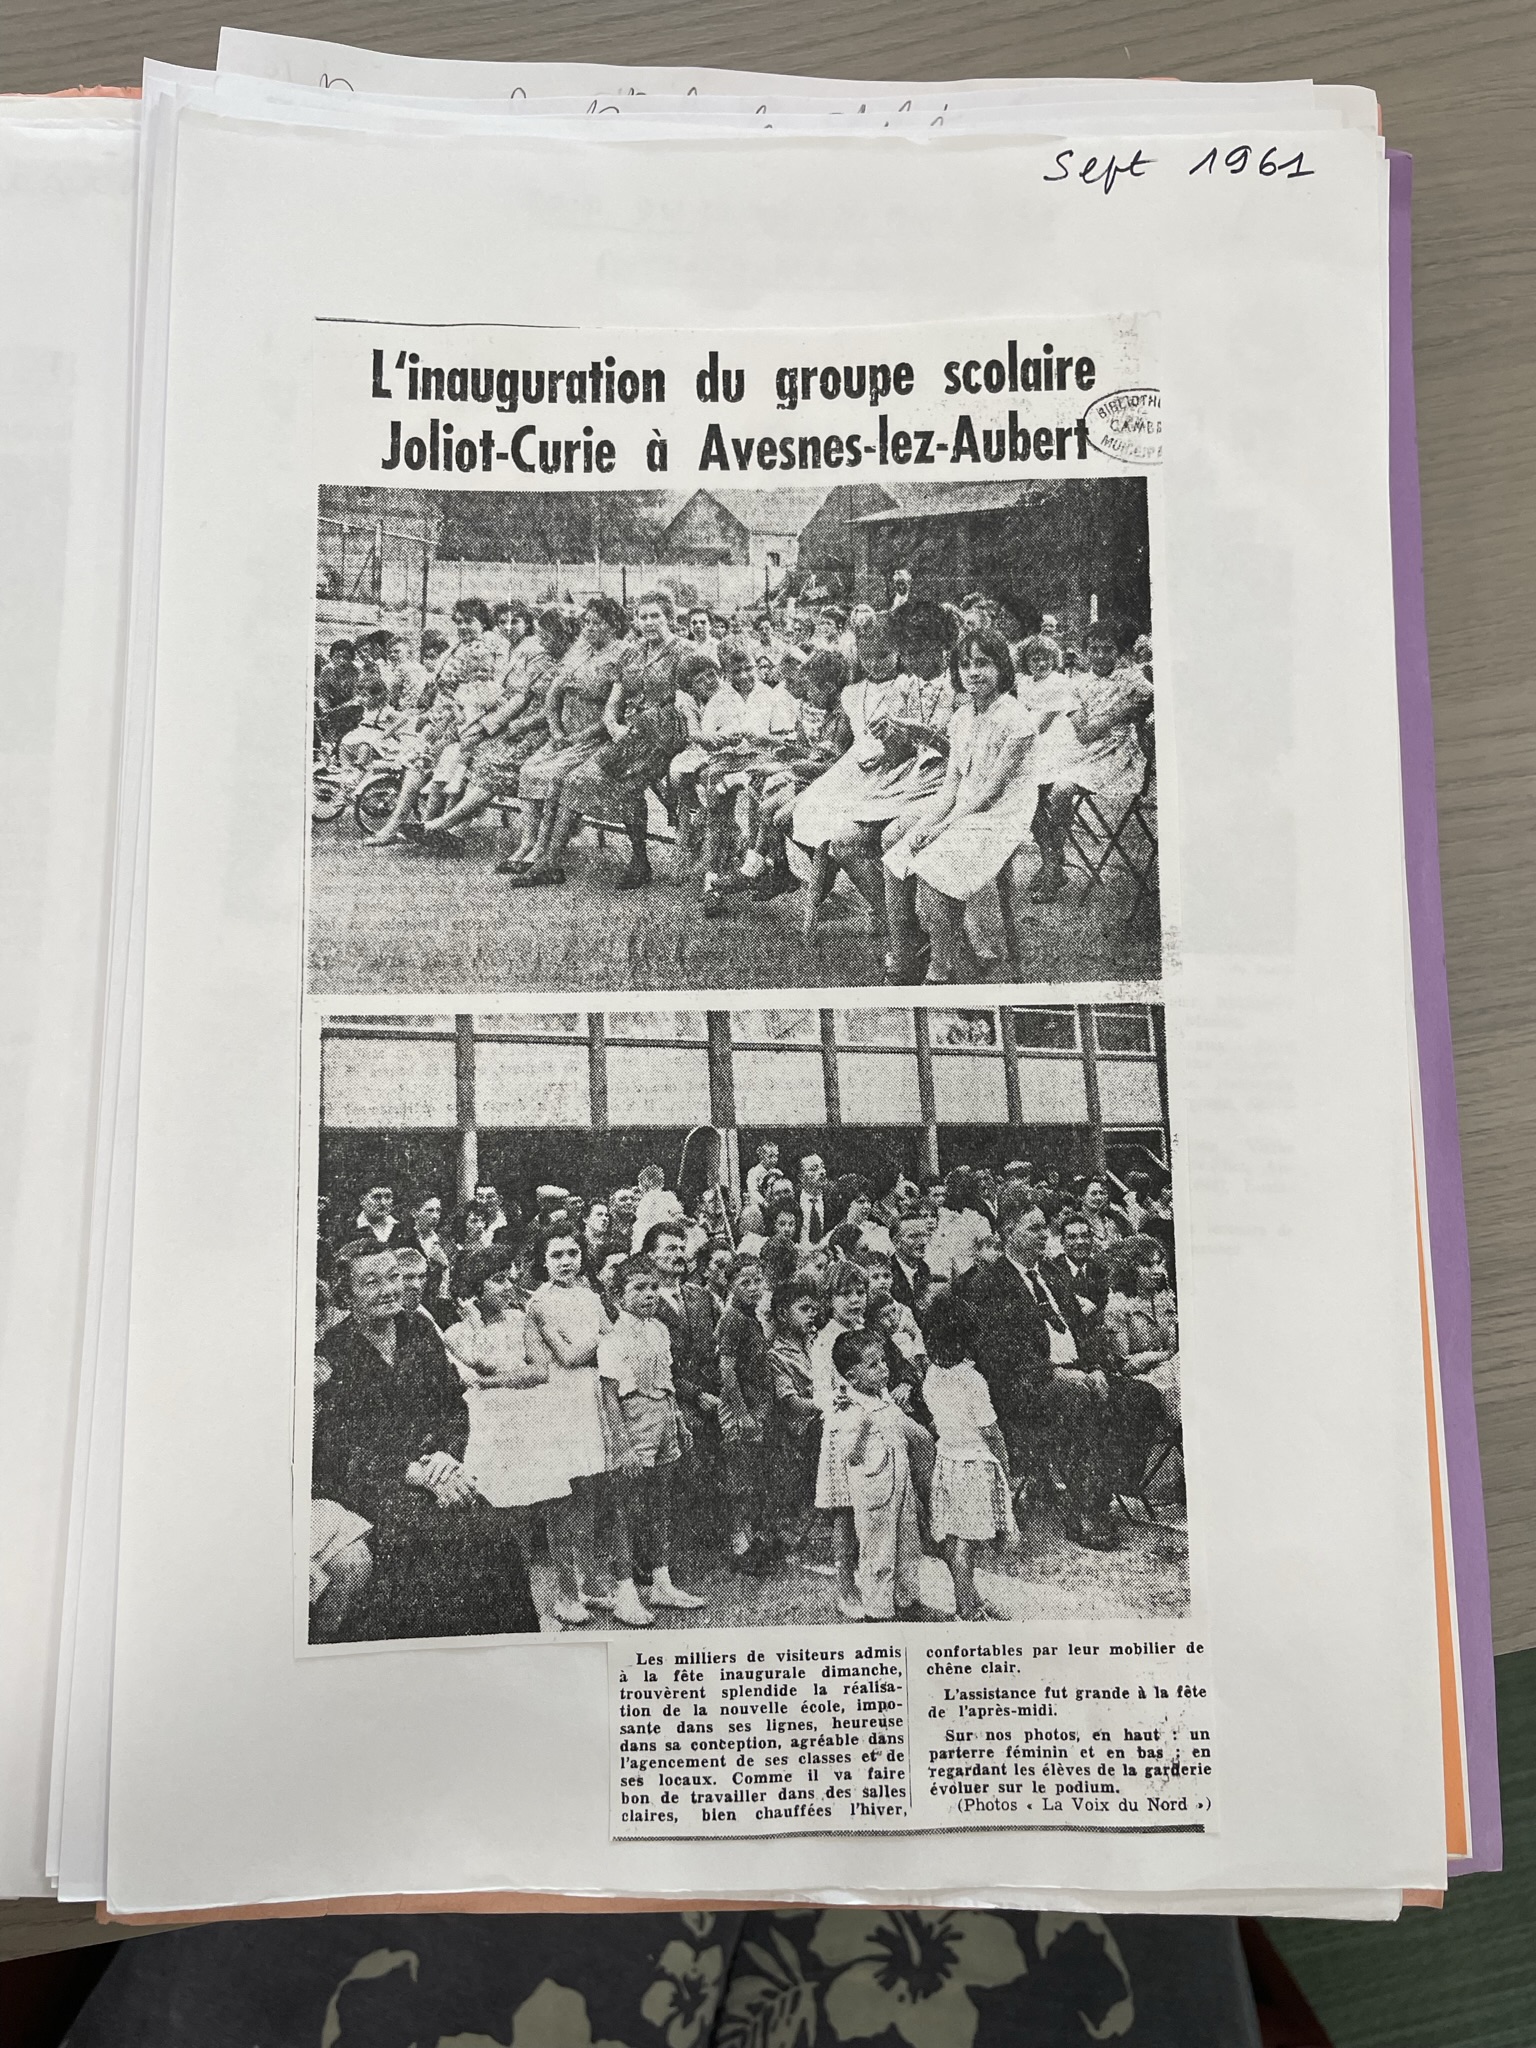 Sept 1961
L'inauguration du groupe scolaire
Joliot-Curie à Avesnes-lez-Aubert
BIBLIOTH
CAMB
MUNICIP
Les milliers de visiteurs admis
à la fête inaugurale dimanche,
trouvèrent splendide la réalisa-
tion de la nouvelle école, impo-
sante dans ses lignes, heureuse
dans sa conception, agréable dans
l'agencement de ses classes et de
ses locaux. Comme il va faire
bon de travailler dans des salles
claires, bien chauffées l'hiver,
confortables par leur mobilier de
chêne clair.
L'assistance fut grande à la fête
de l'après-midi.
Sur nos photos, en haut : un
parterre féminin et en bas ; en
regardant les élèves de la garderie
évoluer sur le podium.
(Photos « La Voix du Nord »)